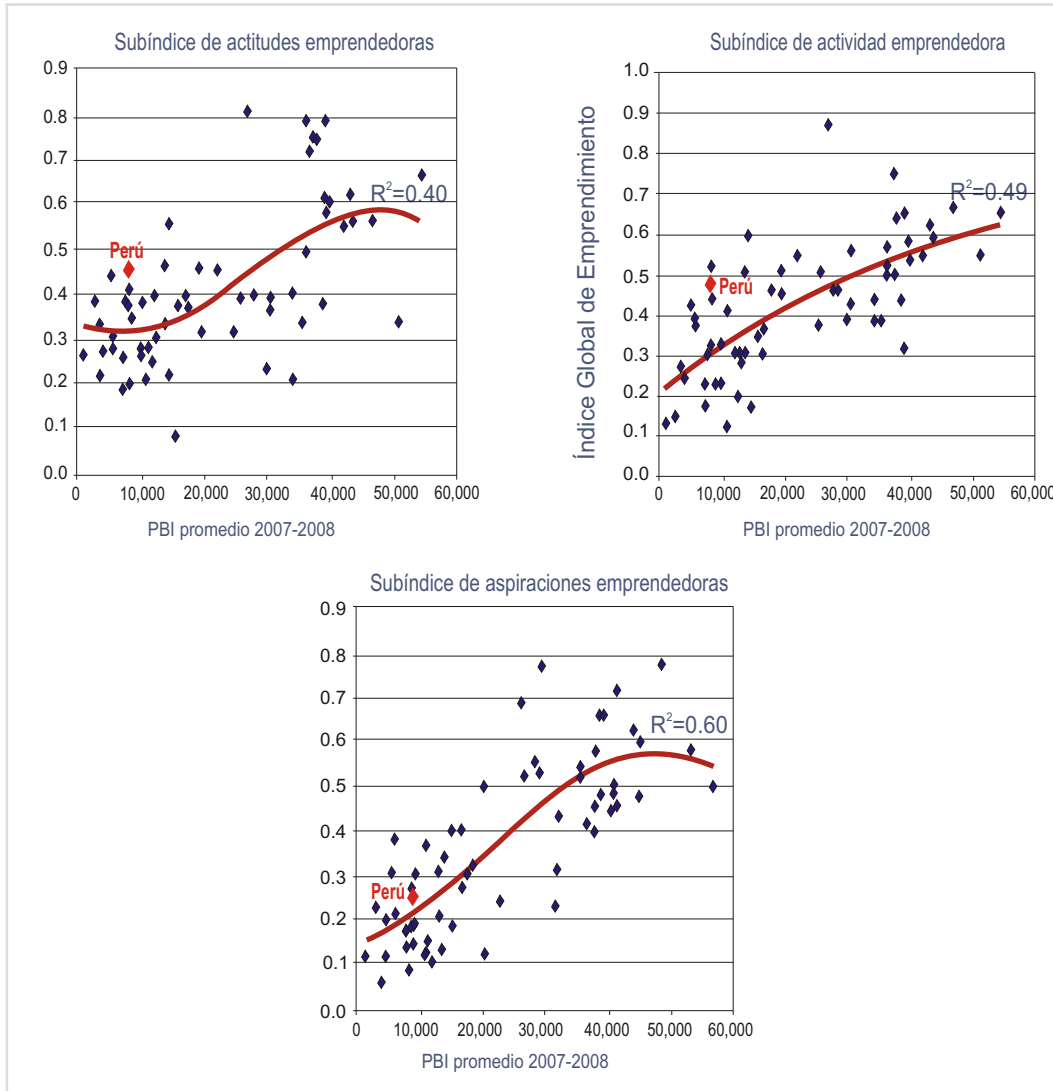 Subíndice de actitudes emprendedoras
0.9
0.8
0.7
0.6
0.5
0.4
0.3
0.2
0.1
0.0
R²=0.40
Perú
0 10,000 20,000 30,000 40,000 50,000 60,000
PBI promedio 2007-2008
Subíndice de actividad emprendedora
Índice Global de Emprendimiento
1.0
0.9
0.8
0.7
0.6
0.5
0.4
0.3
0.2
0.1
0.0
R²=0.49
Perú
0 10,000 20,000 30,000 40,000 50,000 60,000
PBI promedio 2007-2008
Subíndice de aspiraciones emprendedoras
0.9
0.8
0.7
0.6
0.5
0.4
0.3
0.2
0.1
0.0
R²=0.60
Perú
0 10,000 20,000 30,000 40,000 50,000 60,000
PBI promedio 2007-2008